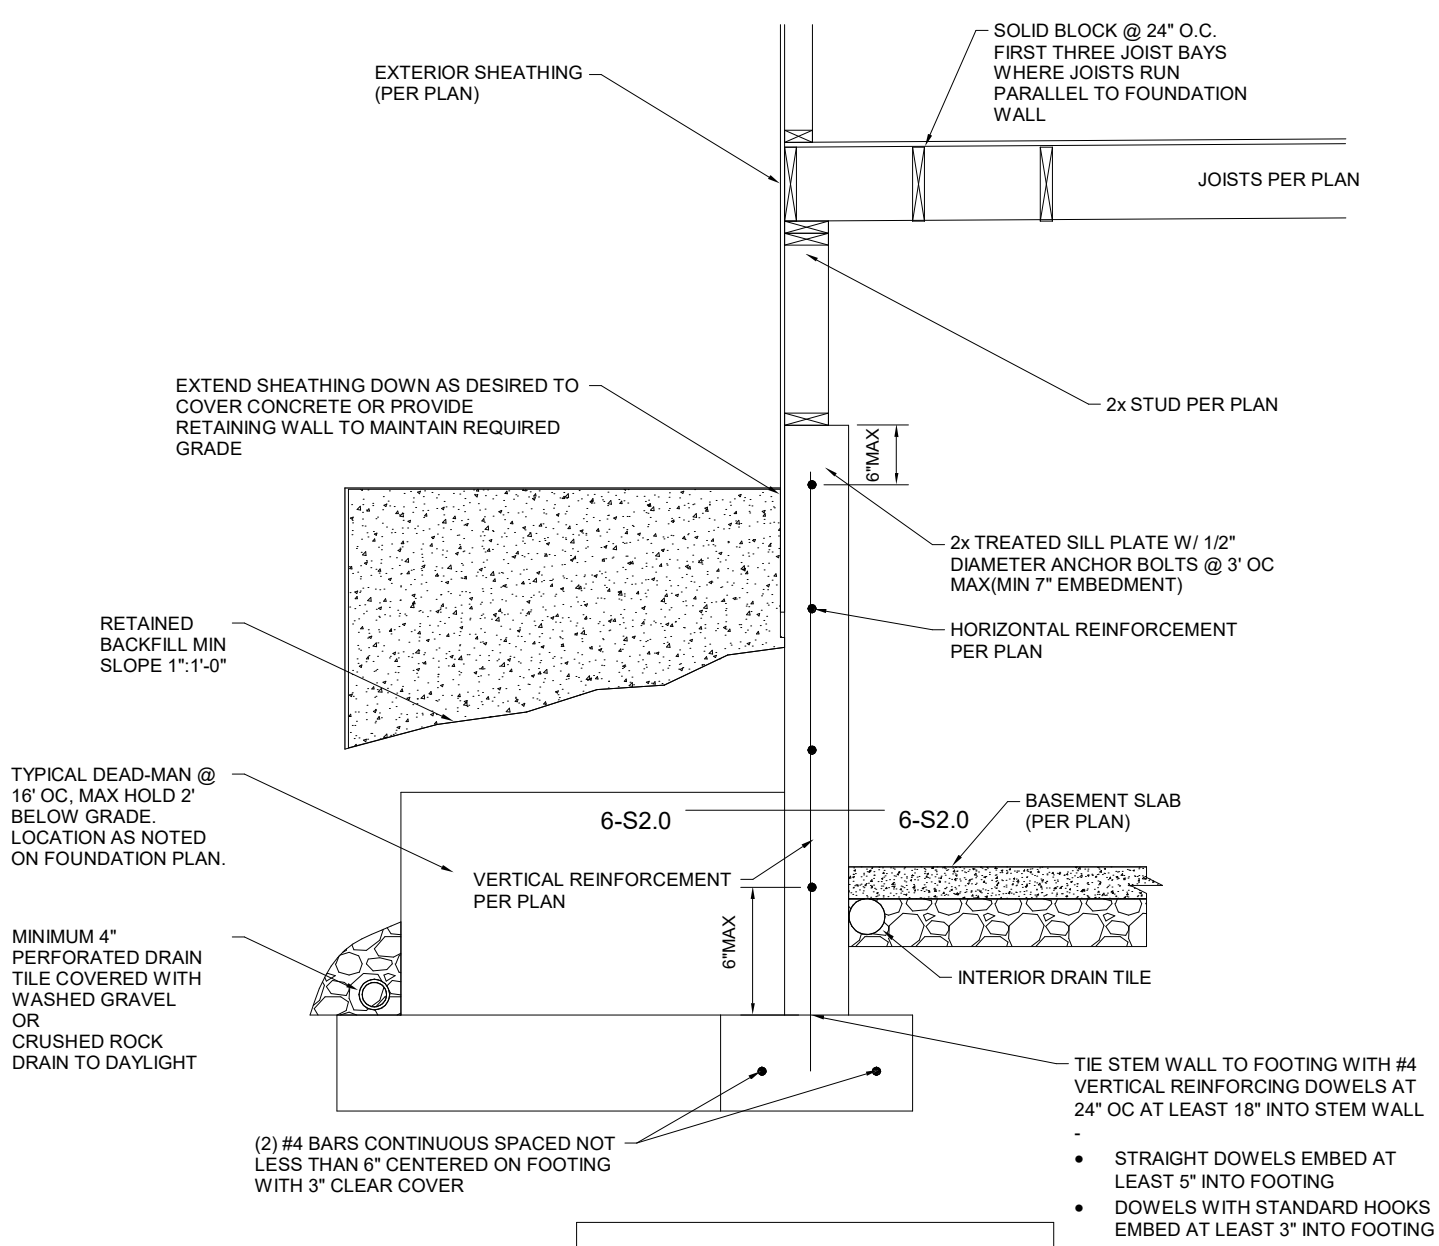 SOLID BLOCK @ 24" O.C.
FIRST THREE JOIST BAYS
WHERE JOISTS RUN
PARALLEL TO FOUNDATION
WALL
EXTERIOR SHEATHING
(PER PLAN)
JOISTS PER PLAN
EXTEND SHEATHING DOWN AS DESIRED TO
COVER CONCRETE OR PROVIDE
RETAINING WALL TO MAINTAIN REQUIRED
GRADE
2x STUD PER PLAN
6"MAX
2x TREATED SILL PLATE W/ 1/2"
DIAMETER ANCHOR BOLTS @ 3' OC
MAX(MIN 7" EMBEDMENT)
RETAINED
BACKFILL MIN
SLOPE 1":1'-0"
HORIZONTAL REINFORCEMENT
PER PLAN
TYPICAL DEAD-MAN @
16' OC, MAX HOLD 2'
BELOW GRADE.
LOCATION AS NOTED
ON FOUNDATION PLAN.
6-S2.0
6-S2.0
BASEMENT SLAB
(PER PLAN)
VERTICAL REINFORCEMENT
PER PLAN
6"MAX
MINIMUM 4"
PERFORATED DRAIN
TILE COVERED WITH
WASHED GRAVEL
OR
CRUSHED ROCK
DRAIN TO DAYLIGHT
INTERIOR DRAIN TILE
TIE STEM WALL TO FOOTING WITH #4
VERTICAL REINFORCING DOWELS AT
24" OC AT LEAST 18" INTO STEM WALL
-
• STRAIGHT DOWELS EMBED AT
LEAST 5" INTO FOOTING
• DOWELS WITH STANDARD HOOKS
EMBED AT LEAST 3" INTO FOOTING
(2) #4 BARS CONTINUOUS SPACED NOT
LESS THAN 6" CENTERED ON FOOTING
WITH 3" CLEAR COVER